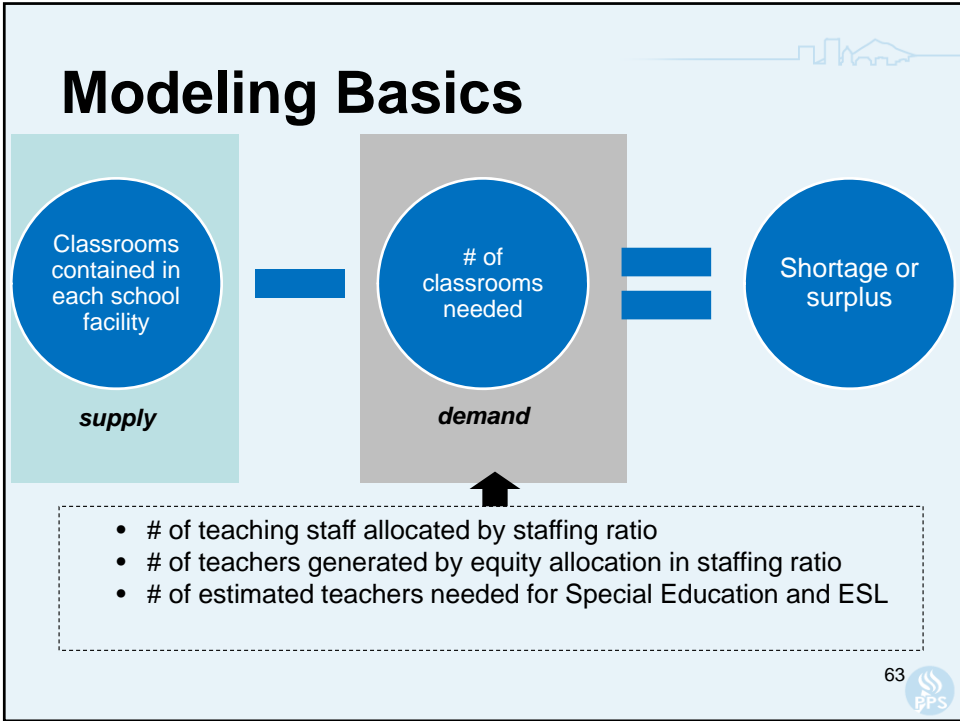 Modeling Basics
Classrooms
contained in
each school
facility
# of
classrooms
needed
Shortage or
surplus
supply
demand
• # of teaching staff allocated by staffing ratio
• # of teachers generated by equity allocation in staffing ratio
• # of estimated teachers needed for Special Education and ESL
63
PPS